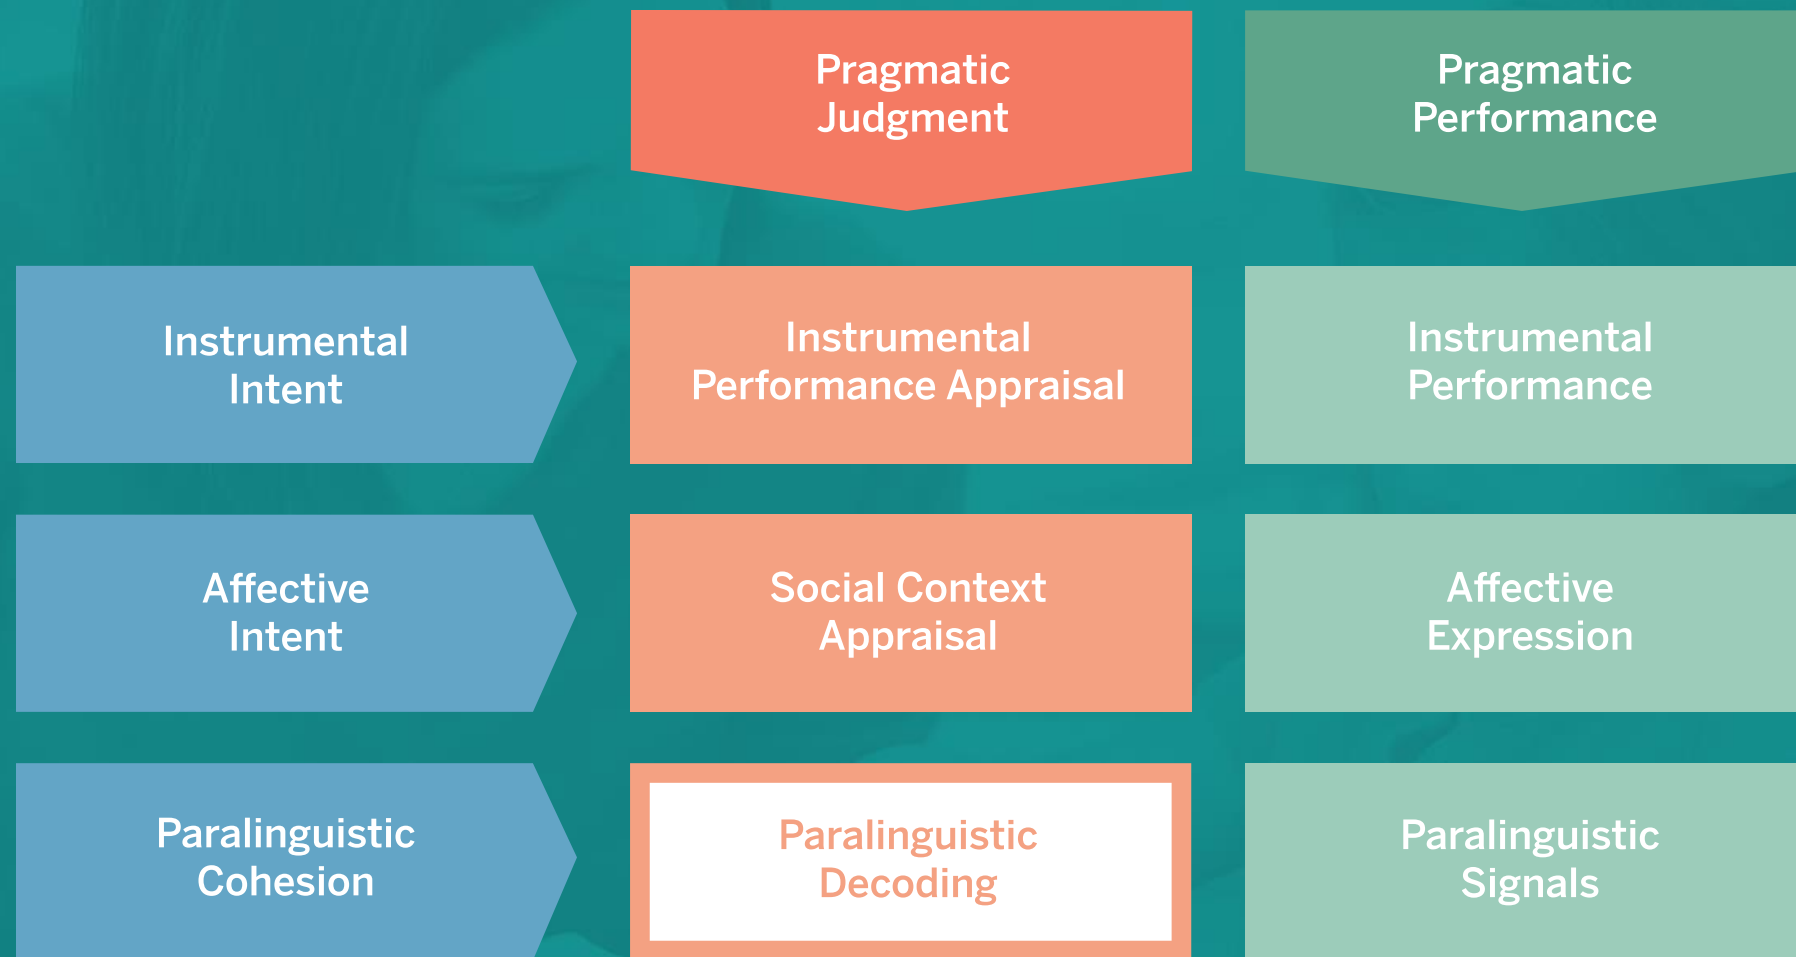 Pragmatic
Judgment
Pragmatic
Performance
Instrumental
Intent
Instrumental
Performance Appraisal
Instrumental
Performance
Affective
Intent
Social Context
Appraisal
Affective
Expression
Paralinguistic
Cohesion
Paralinguistic
Decoding
Paralinguistic
Signals